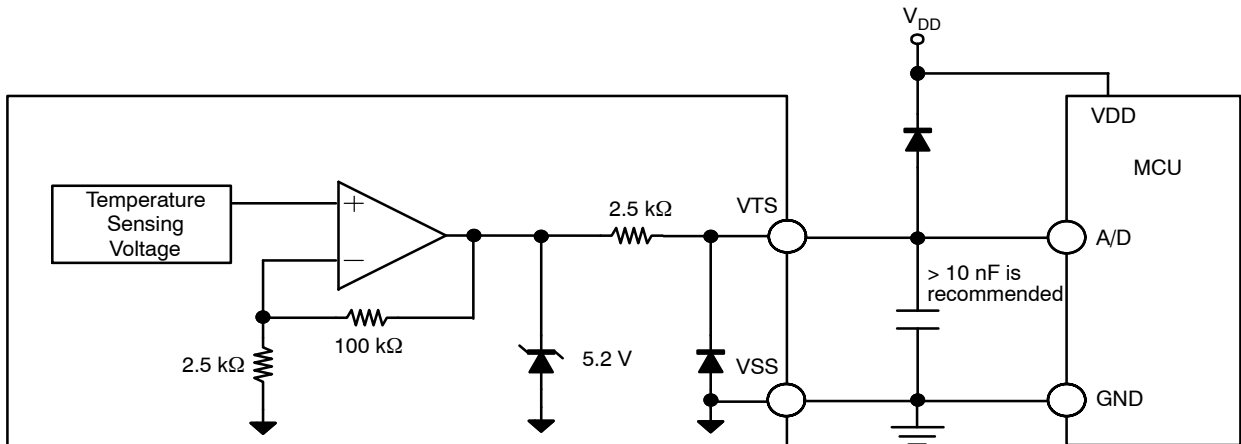 V_DD
VDD
MCU
Temperature
Sensing
Voltage
+
−
2.5 kΩ
VTS
A/D
> 10 nF is
recommended
100 kΩ
2.5 kΩ
5.2 V
VSS
GND